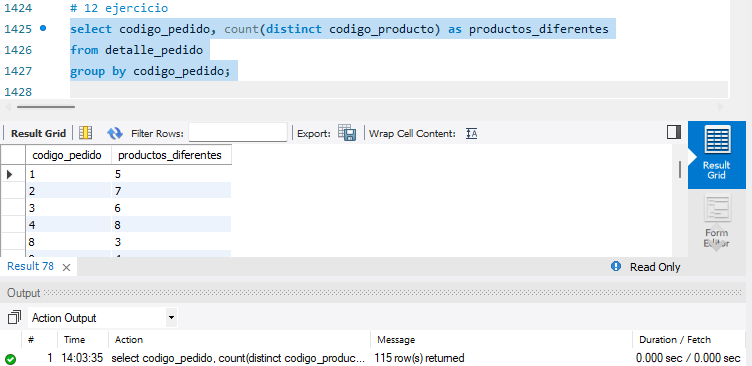 1424 # 12 ejercicio
1425 select codigo_pedido, count(distinct codigo_producto) as productos_diferentes
1426 from detalle_pedido
1427 group by codigo_pedido;
1428
Result Grid Filter Rows: Export: Wrap Cell Content:
codigo_pedido productos_diferentes
1 5
2 7
3 6
4 8
8 3
Result Grid
Form Editor
Result 78 Read Only
Output
Action Output
# Time Action Message Duration / Fetch
1 14:03:35 select codigo_pedido, count(distinct codigo_produc... 115 row(s) returned 0.000 sec / 0.000 sec